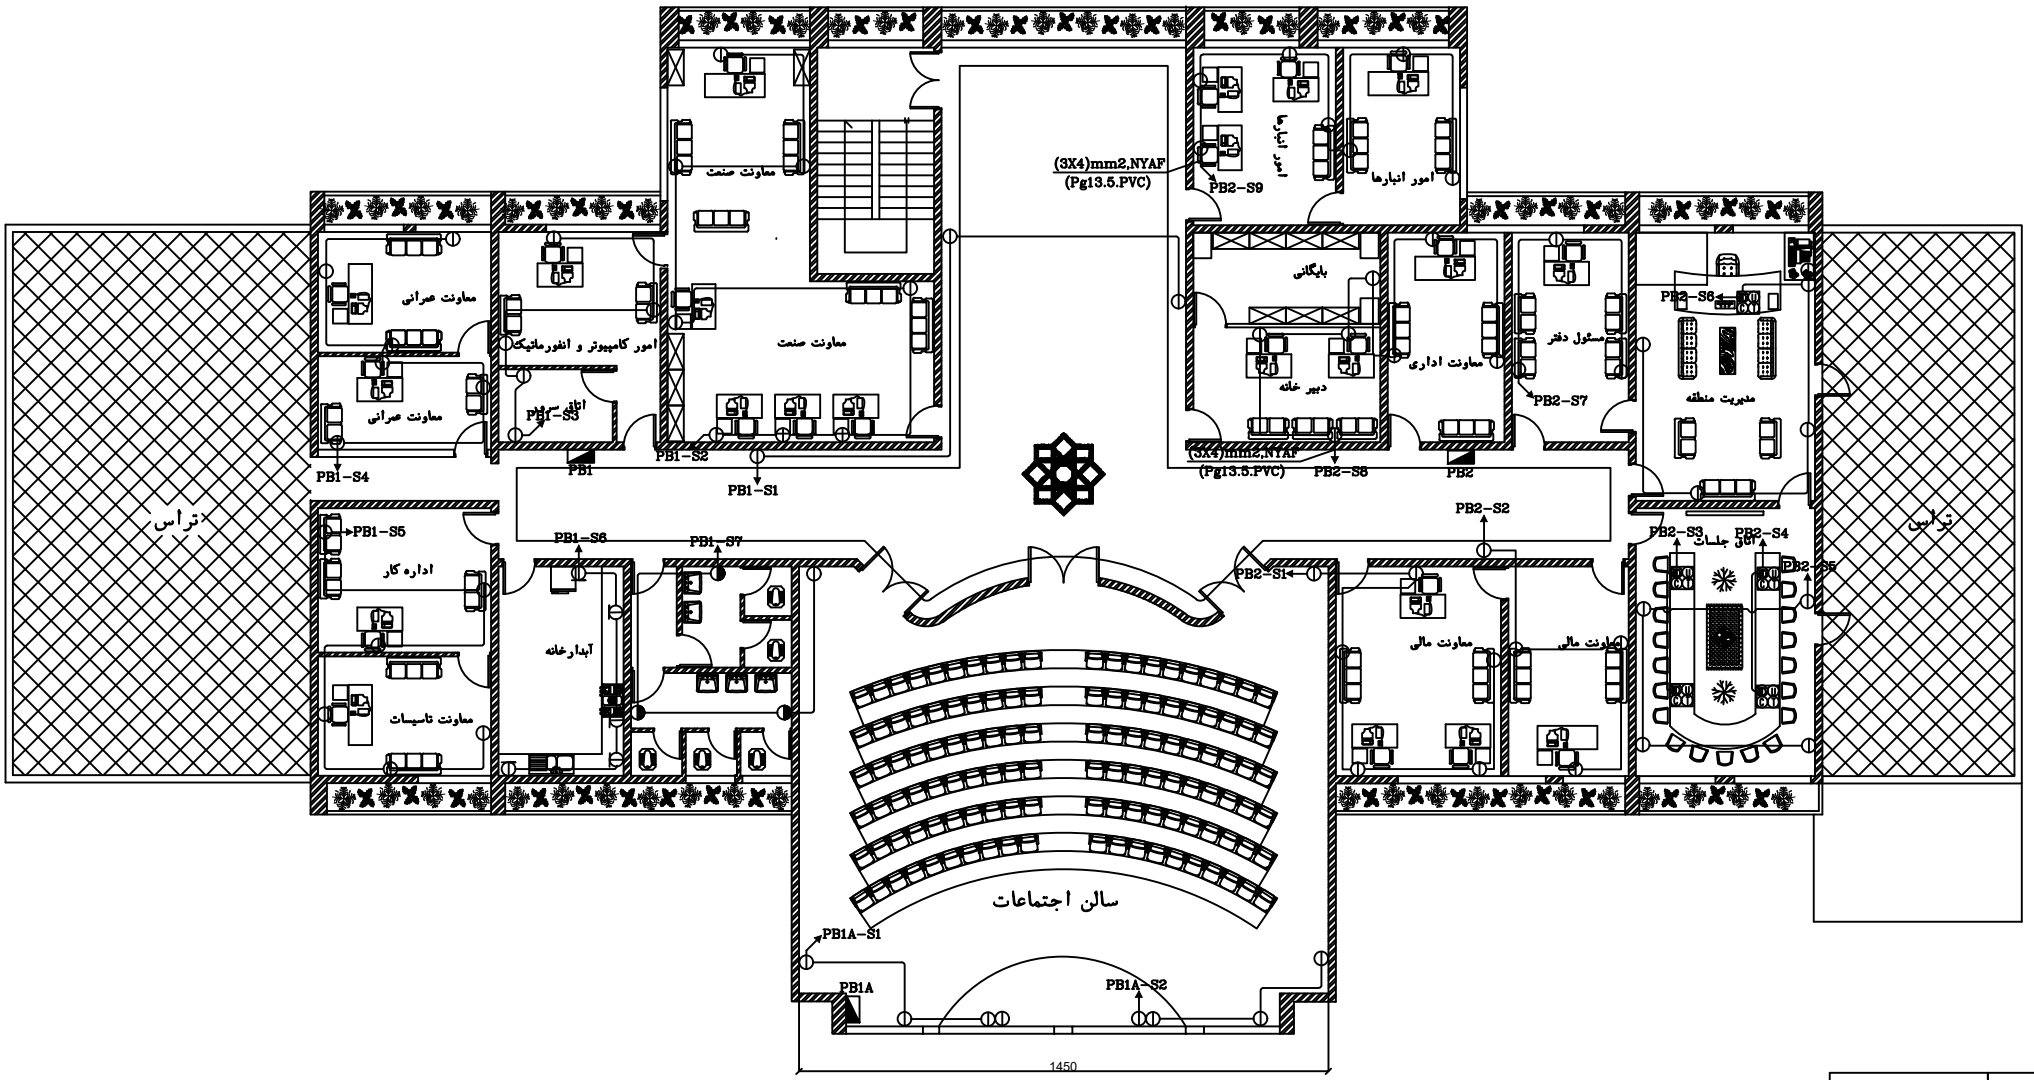 (3X4)mm2,NYAF
(Pg13.5.PVC)
PB2-S9
امور انبارها
امور انبارها
معاونت صنعت
معاونت عمرانی
بایگانی
PB2-S6
امور کامپیوتر و انفورماتیک
معاونت صنعت
مسئول دفتر
معاونت اداری
دبیر خانه
مدیریت منطقه
PB2-S7
معاونت عمرانی
اتاق سرور
PB1-S3
PB1-S4
PB1
PB1-S2
PB1-S1
(3X4)mm2,NYAF
(Pg13.5.PVC)
PB2-S8
PB2
PB2-S2
تراس
تراس
PB1-S5
PB1-S6
PB1-S7
PB2-S3
PB2-S4
اتاق جلسات
اداره کار
PB2-S1
PB2-S5
آبدارخانه
معاونت مالی
معاونت مالی
معاونت تاسیسات
سالن اجتماعات
PB1A-S1
PB1A
PB1A-S2
1450